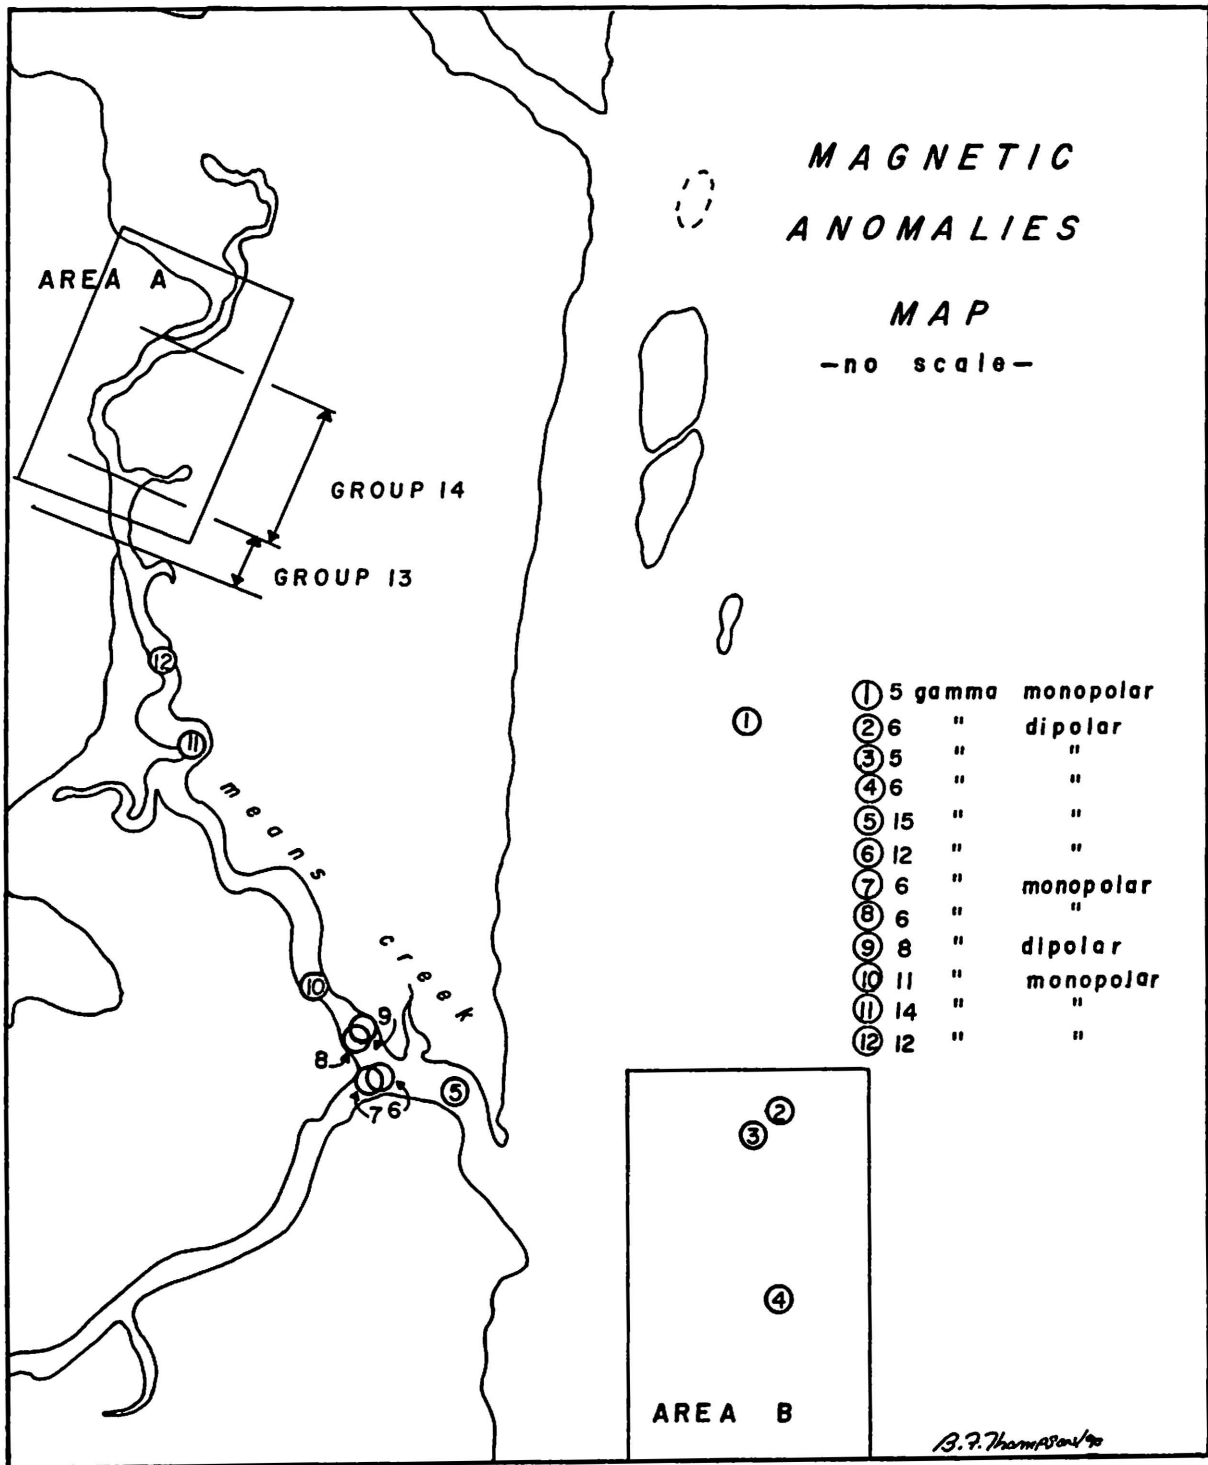 MAGNETIC
ANOMALIES
MAP
—no scale—
AREA A
GROUP 14
GROUP 13
12
11
means creek
10
9
8
7 6
5
1
① 5 gamma monopolar
② 6 " dipolar
③ 5 " "
④ 6 " "
⑤ 15 " "
⑥ 12 " "
⑦ 6 " monopolar
⑧ 6 " "
⑨ 8 " dipolar
⑩ 11 " monopolar
⑪ 14 " "
⑫ 12 " "
2
3
4
AREA B
B.F. Thompson/90